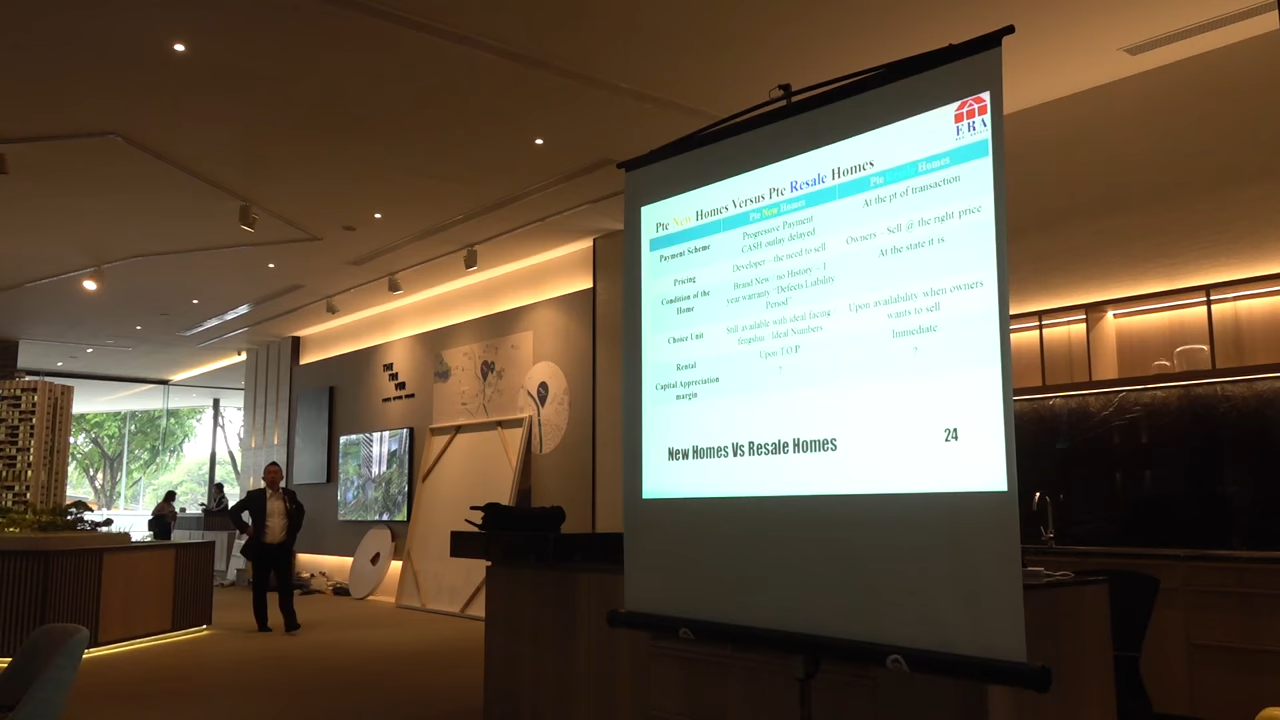 ERA
Pte New Homes Versus Pte Resale Homes
Pte New Homes
Pte Resale Homes
Payment Scheme
Progressive Payment
CASH outlay delayed
At the pt of transaction
Pricing
Developer – the need to sell
Owners – Sell @ the right price
Condition of the
Home
Brand New / no History – 1
year warranty "Defects Liability
Period"
At the state it is
Choice Unit
Still available with ideal facing
fengshui / Ideal Numbers
Upon availability when owners
wants to sell
Rental
Upon T.O.P
Immediate
Capital Appreciation
margin
?
?
New Homes Vs Resale Homes
24
THE
TRE
VER